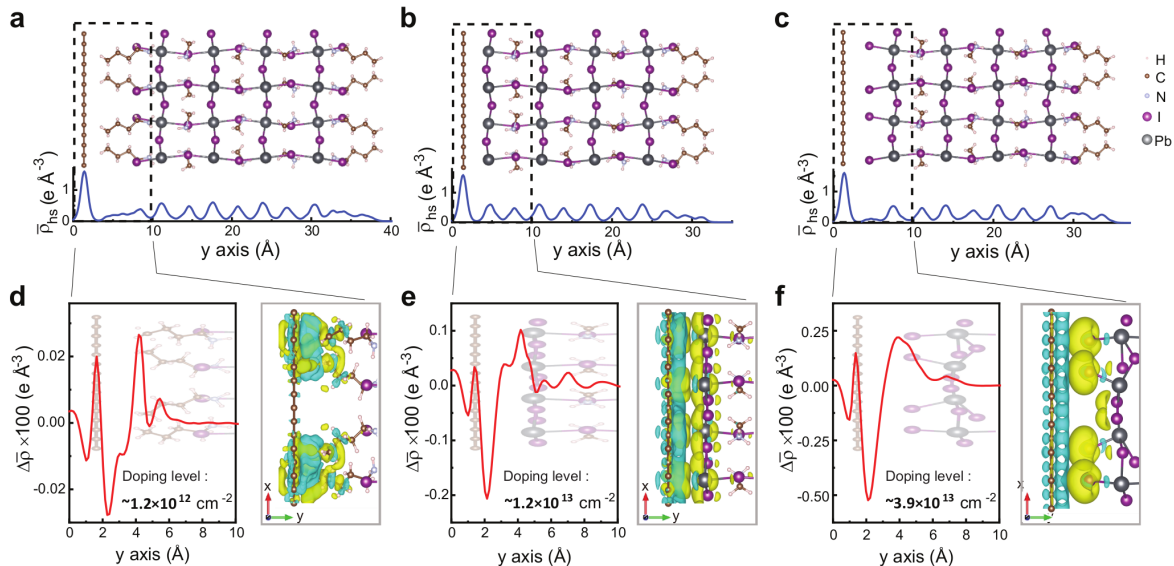 a
b
c
H
C
N
I
Pb
ρ̄hs (e Å-3)
1
0
0
10
20
30
40
y axis (Å)
ρ̄hs (e Å-3)
1
0
0
10
20
30
y axis (Å)
ρ̄hs (e Å-3)
1
0
0
10
20
30
y axis (Å)
d
Δρ̄ ×100 (e Å-3)
0.02
0.00
-0.02
Doping level :
~1.2×10^12 cm-2
0
2
4
6
8
10
y axis (Å)
x
y
e
Δρ̄ ×100 (e Å-3)
0.1
0.0
-0.1
-0.2
Doping level :
~1.2×10^13 cm-2
0
2
4
6
8
10
y axis (Å)
x
y
f
Δρ̄ ×100 (e Å-3)
0.25
0.00
-0.25
-0.50
Doping level :
~3.9×10^13 cm-2
0
2
4
6
8
10
y axis (Å)
x